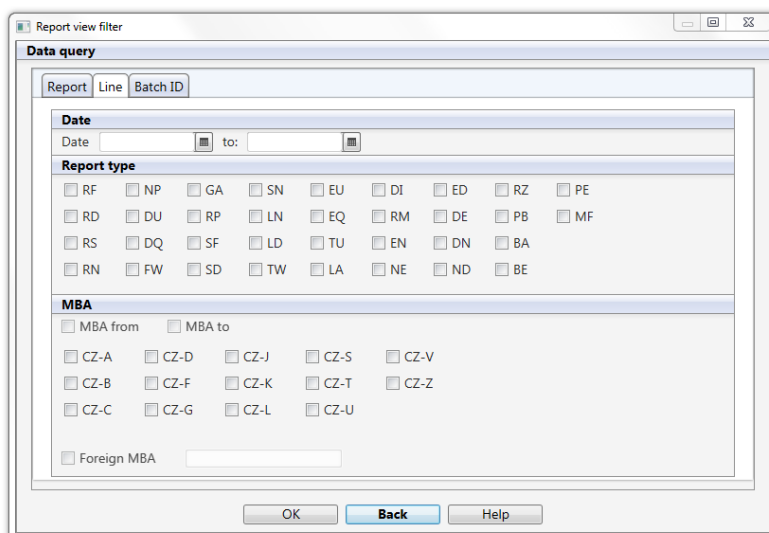 Report view filter
Data query
Report Line Batch ID
Date
Date to:
Report type
RF NP GA SN EU DI ED RZ PE
RD DU RP LN EQ RM DE PB MF
RS DQ SF LD TU EN DN BA
RN FW SD TW LA NE ND BE
MBA
MBA from MBA to
CZ-A CZ-D CZ-J CZ-S CZ-V
CZ-B CZ-F CZ-K CZ-T CZ-Z
CZ-C CZ-G CZ-L CZ-U
Foreign MBA
OK Back Help